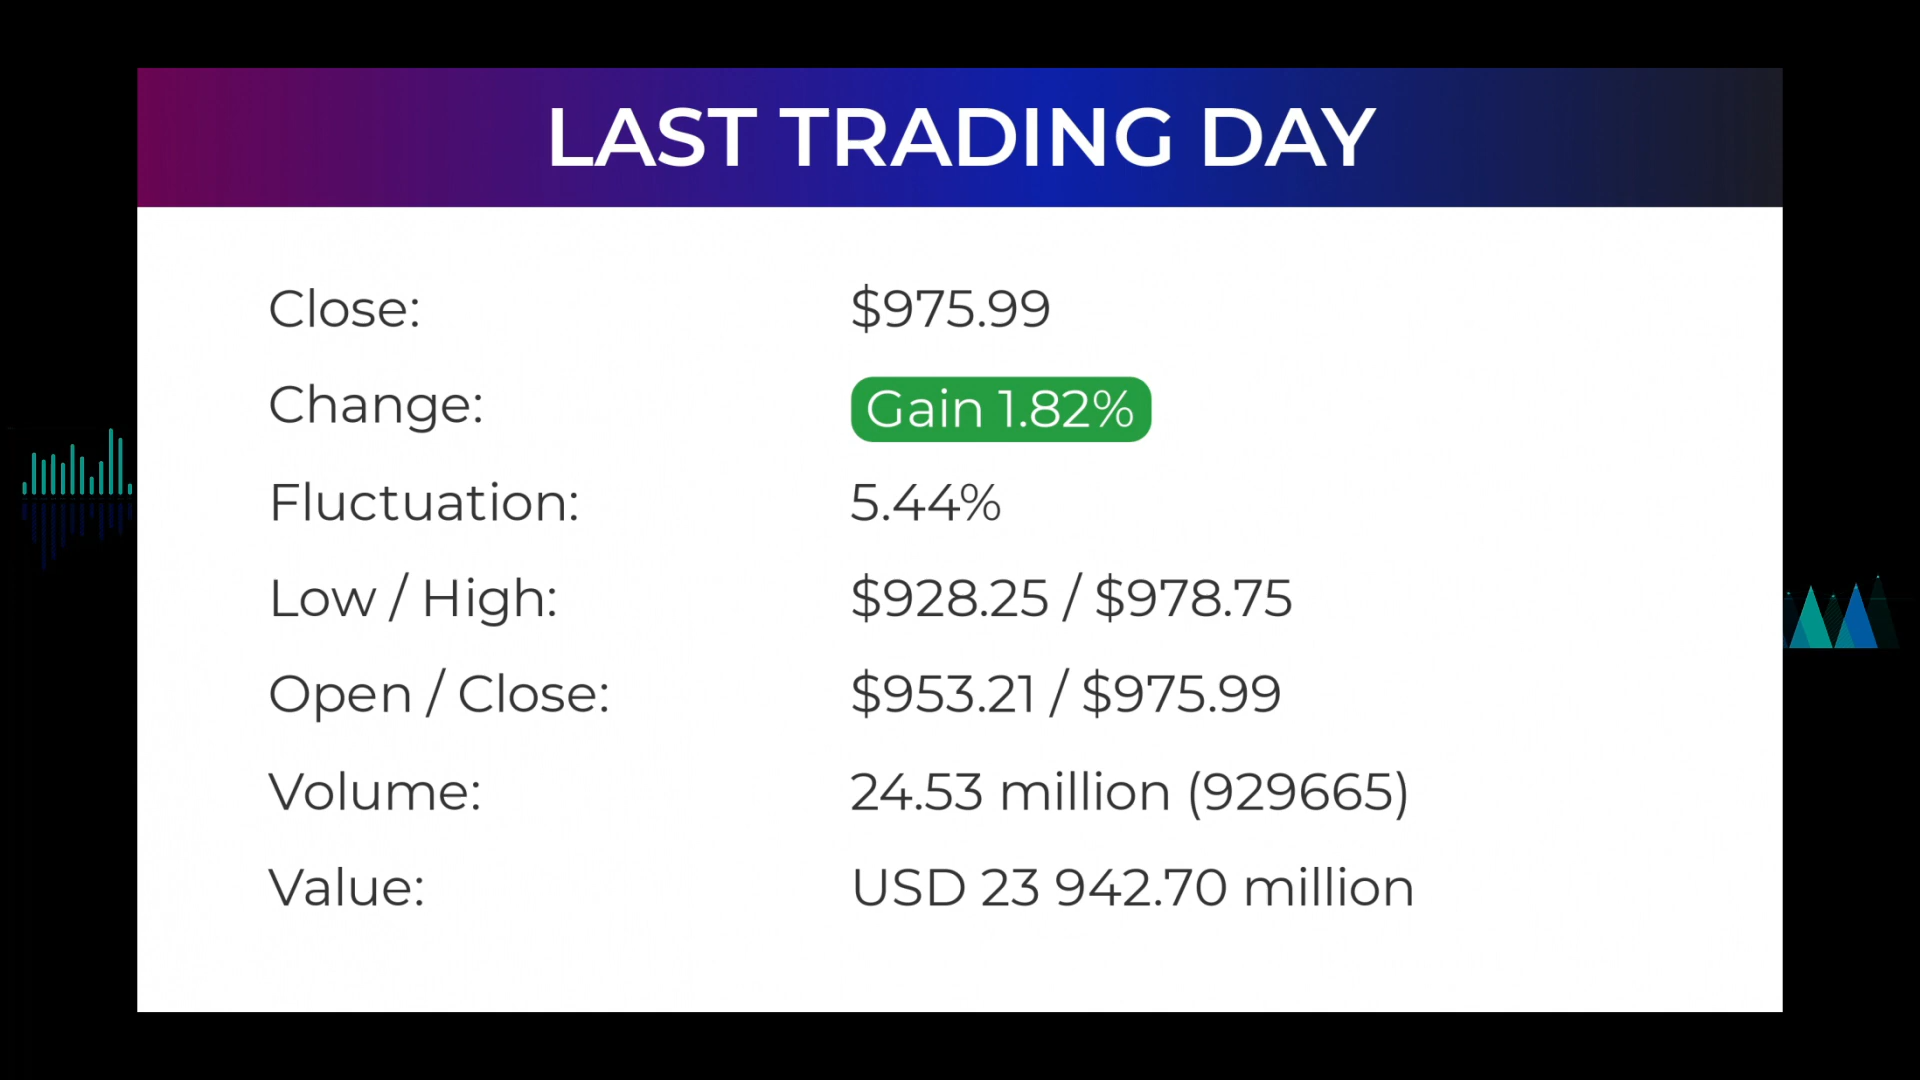 LAST TRADING DAY
Close: $975.99
Change: Gain 1.82%
Fluctuation: 5.44%
Low / High: $928.25 / $978.75
Open / Close: $953.21 / $975.99
Volume: 24.53 million (929665)
Value: USD 23 942.70 million